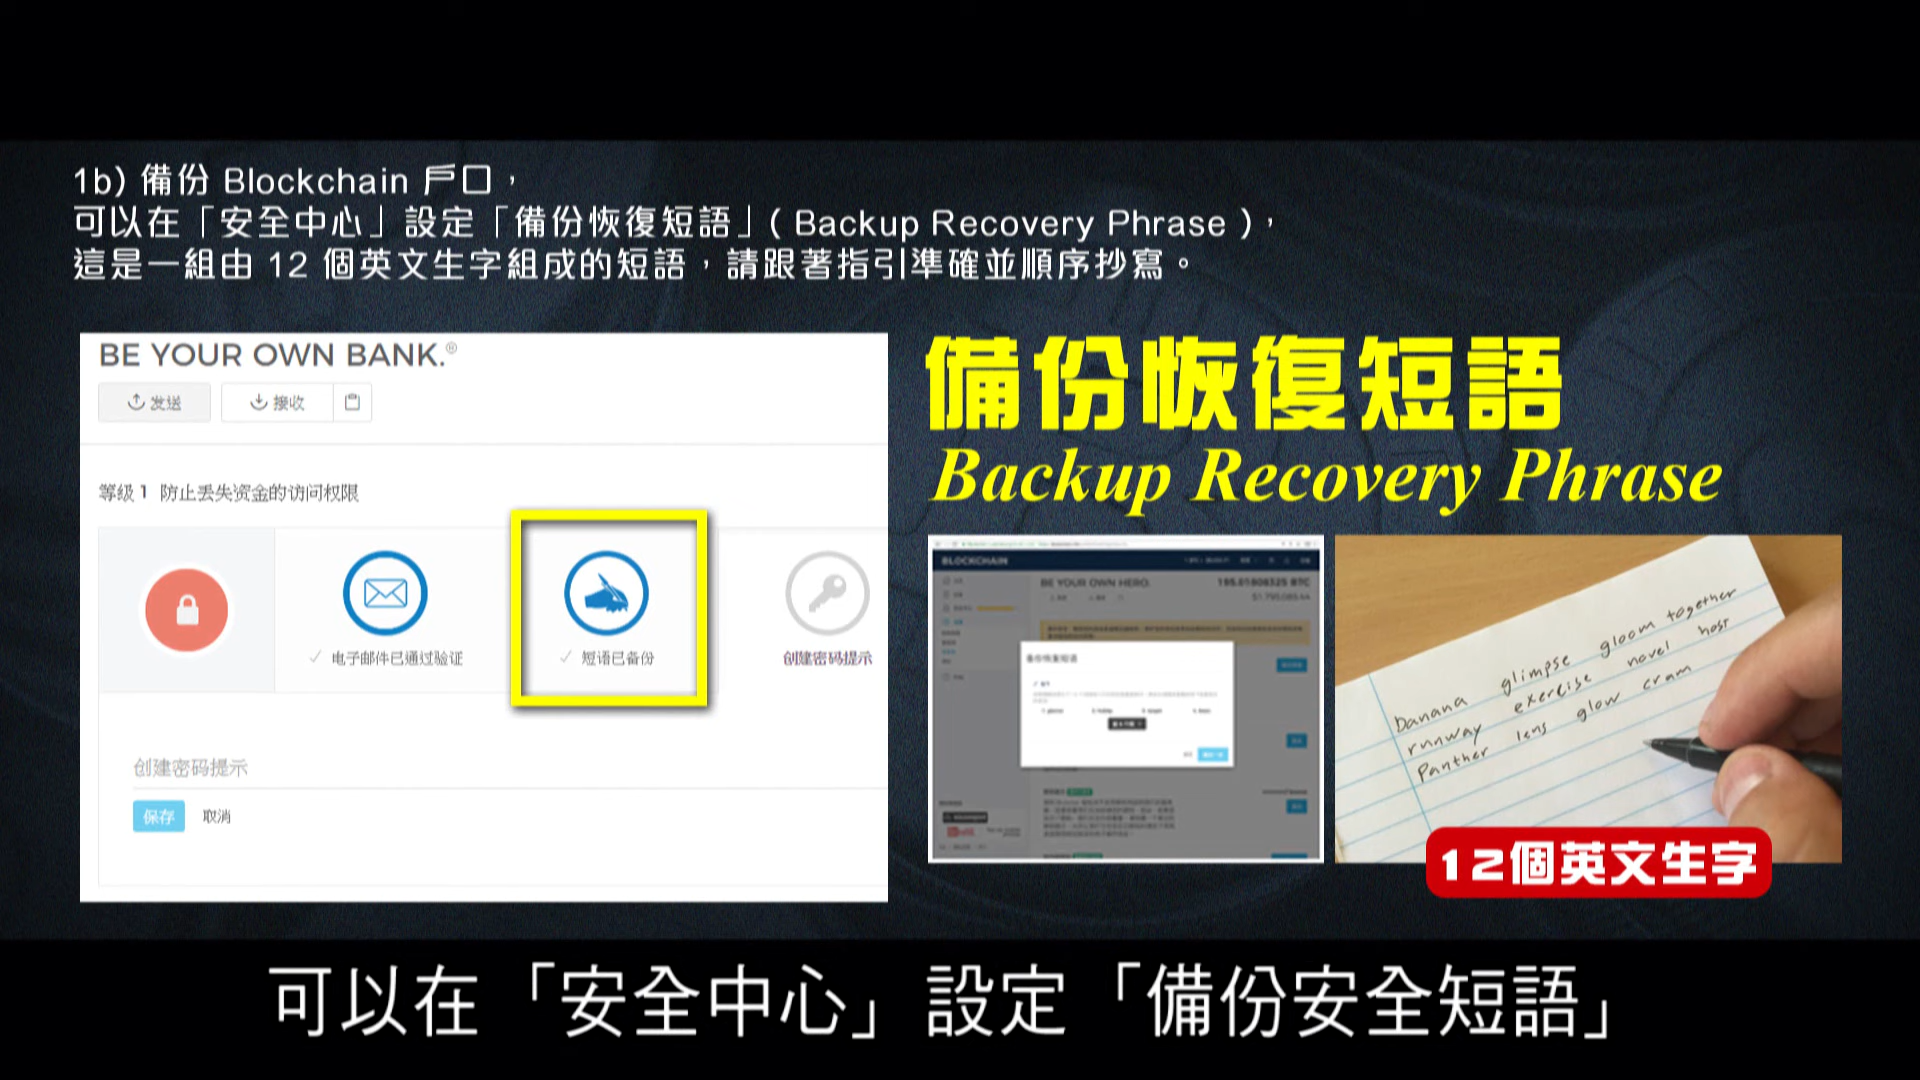 1b) 備份 Blockchain 戶口，
可以在「安全中心」設定「備份恢復短語」( Backup Recovery Phrase )，
這是一組由 12 個英文生字組成的短語，請跟著指引準確並順序抄寫。
BE YOUR OWN BANK.®
发送
接收
等级 1 防止丢失资金的访问权限
电子邮件已通过验证
短语已备份
创建密码提示
创建密码提示
保存 取消
備份恢復短語
Backup Recovery Phrase
BLOCKCHAIN
BE YOUR OWN HERO.
banana glimpse gloom together
runway exercise novel host
panther lens glow cram
12個英文生字
可以在「安全中心」設定「備份安全短語」